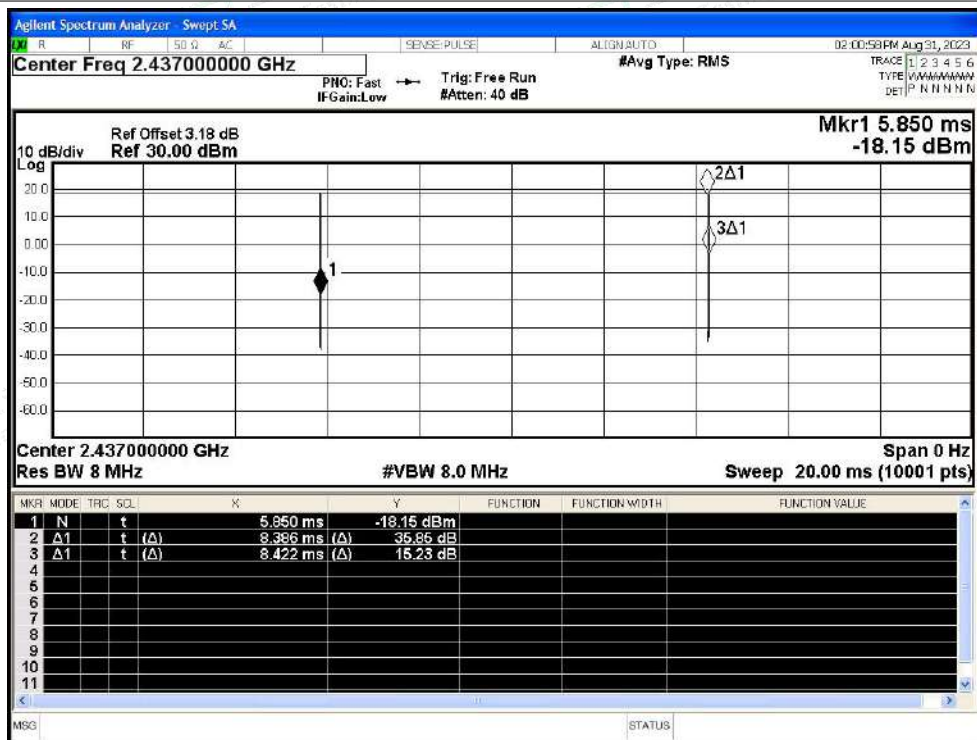 Agilent Spectrum Analyzer - Swept SA
LXI R RF 50 Ω AC SENSE:PULSE ALIGNAUTO 02:00:58 PM Aug 31, 2023
Center Freq 2.437000000 GHz #Avg Type: RMS TRACE 1 2 3 4 5 6
PNO: Fast Trig: Free Run TYPE WWWWWW
IFGain:Low #Atten: 40 dB DET P N N N N N
Mkr1 5.850 ms
Ref Offset 3.18 dB
10 dB/div Ref 30.00 dBm -18.15 dBm
Log
20.0
10.0
0.00
-10.0
-20.0
-30.0
-40.0
-50.0
-60.0
2Δ1
3Δ1
1
Center 2.437000000 GHz Span 0 Hz
Res BW 8 MHz #VBW 8.0 MHz Sweep 20.00 ms (10001 pts)
MKR MODE TRC SCL X Y FUNCTION FUNCTION WIDTH FUNCTION VALUE
1 N t 5.850 ms -18.15 dBm
2 Δ1 t (Δ) 8.386 ms (Δ) 35.85 dB
3 Δ1 t (Δ) 8.422 ms (Δ) 15.23 dB
4
5
6
7
8
9
10
11
MSG STATUS